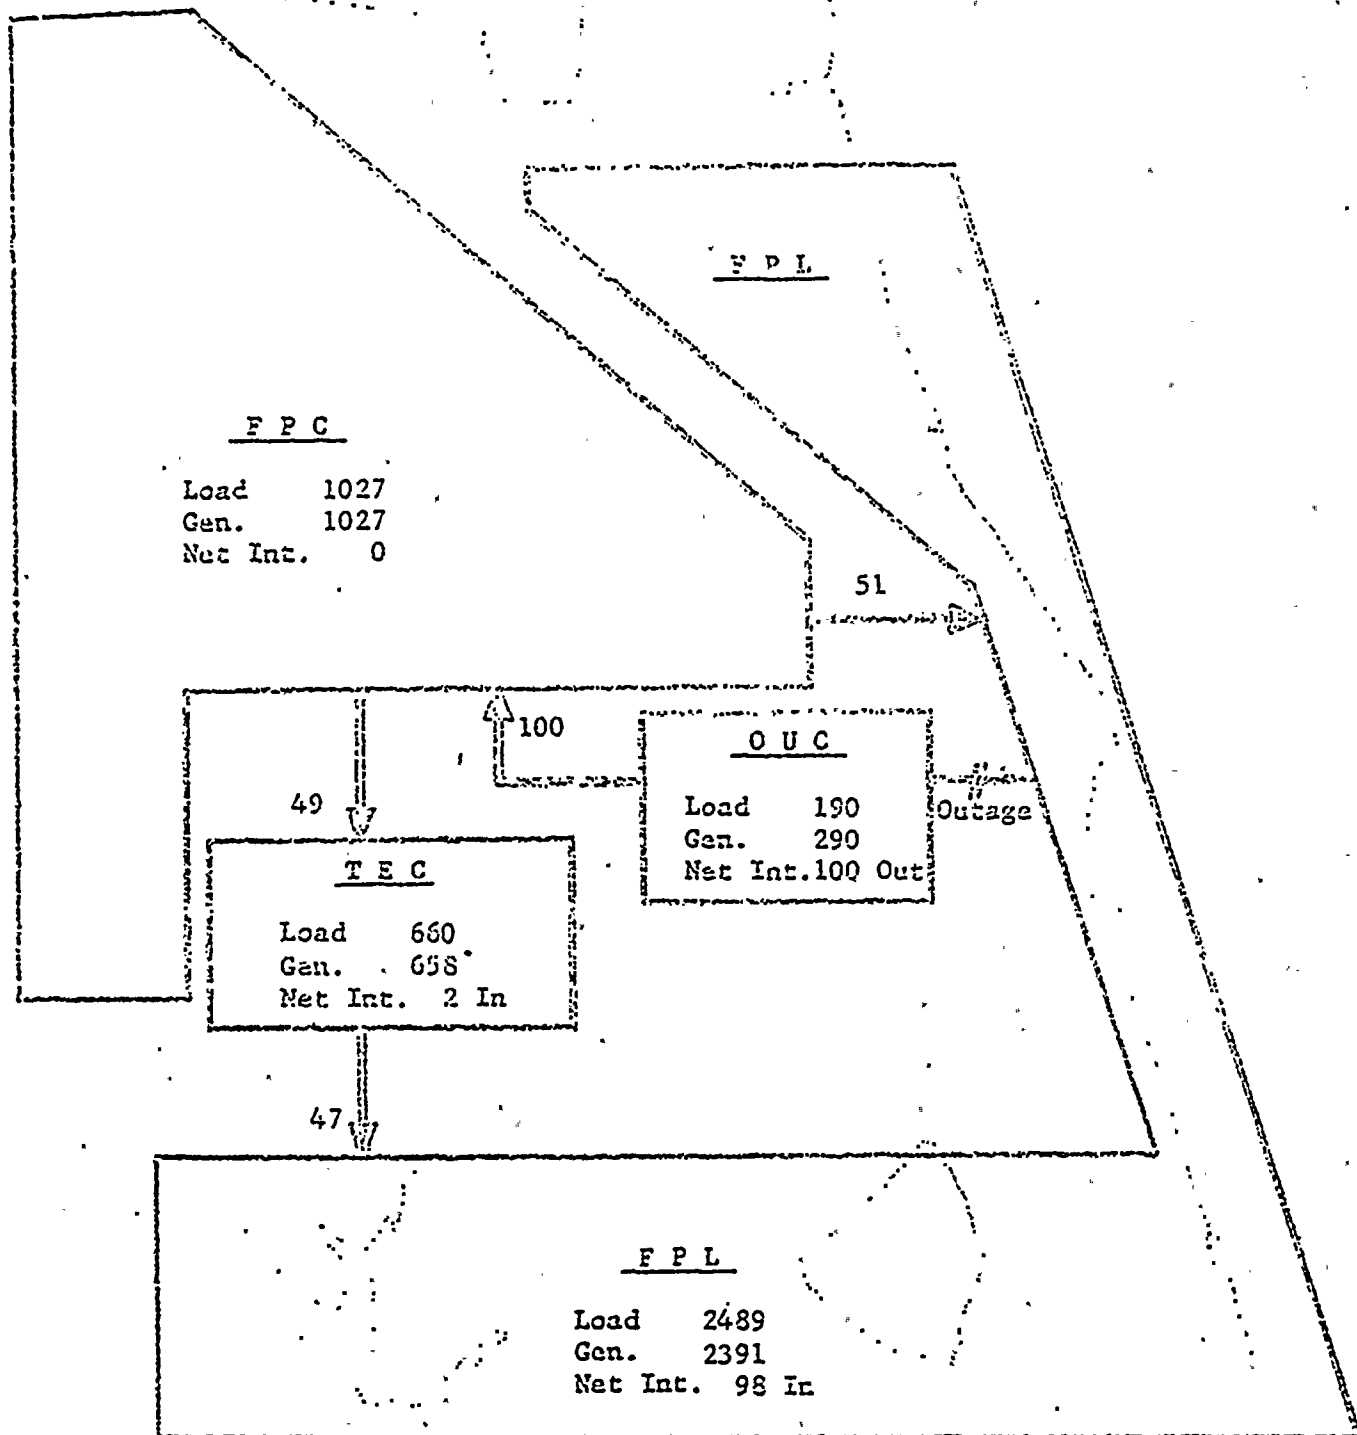 F P L
F P C
Load 1027
Gen. 1027
Net Int. 0
51
100
O U C
Load 190
Gen. 290
Net Int. 100 Out
Outage
49
T E C
Load 660
Gen. 658
Net Int. 2 In
47
F P L
Load 2489
Gen. 2391
Net Int. 98 In